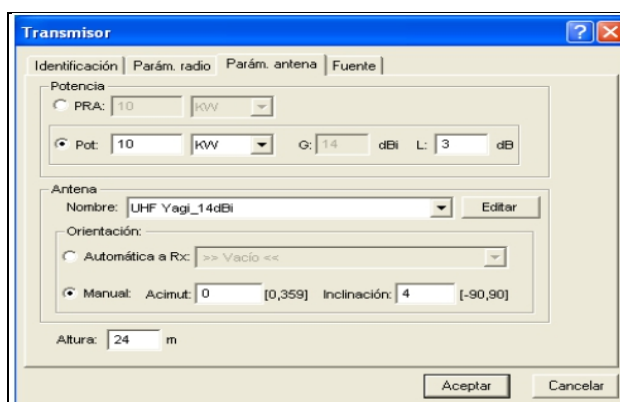 Transmisor
Identificación Parám. radio Parám. antena Fuente
Potencia
PRA: 10 KW
Pot: 10 KW G: 14 dBi L: 3 dB
Antena
Nombre: UHF Yagi_14dBi Editar
Orientación:
Automática a Rx: >> Vacío <<
Manual: Acimut: 0 [0,359] Inclinación: 4 [-90,90]
Altura: 24 m
Aceptar Cancelar